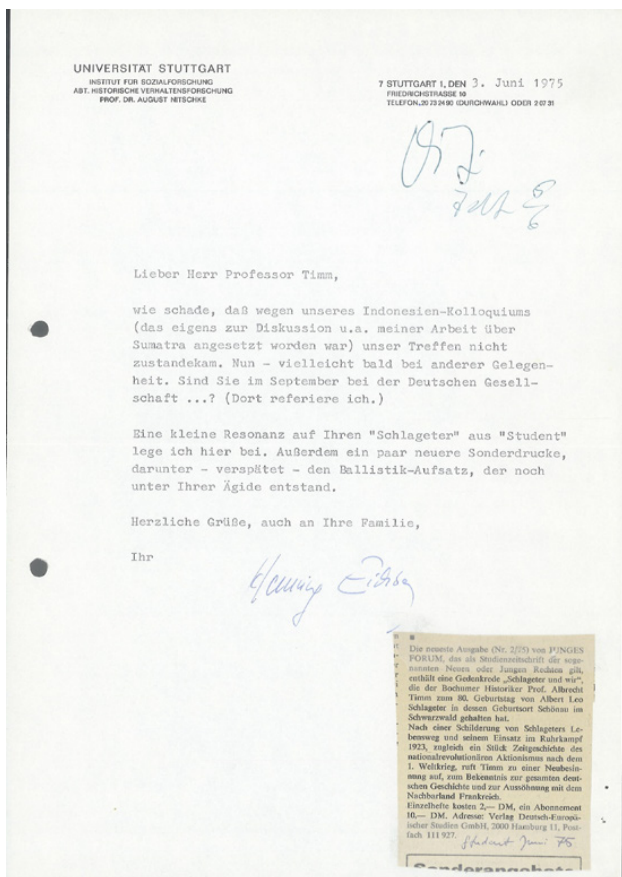 UNIVERSITÄT STUTTGART
INSTITUT FÜR SOZIALFORSCHUNG
ABT. HISTORISCHE VERHALTENSFORSCHUNG
PROF. DR. AUGUST NITSCHKE
7 STUTTGART 1, DEN 3. Juni 1975
FRIEDRICHSTRASSE 10
TELEFON, 20 73 24 90 (DURCHWAHL) ODER 2 07 31
Lieber Herr Professor Timm,
wie schade, daß wegen unseres Indonesien-Kolloquiums
(das eigens zur Diskussion u.a. meiner Arbeit über
Sumatra angesetzt worden war) unser Treffen nicht
zustandekam. Nun - vielleicht bald bei anderer Gelegen-
heit. Sind Sie im September bei der Deutschen Gesell-
schaft ...? (Dort referiere ich.)
Eine kleine Resonanz auf Ihren "Schlageter" aus "Student"
lege ich hier bei. Außerdem ein paar neuere Sonderdrucke,
darunter - verspätet - den Ballistik-Aufsatz, der noch
unter Ihrer Ägide entstand.
Herzliche Grüße, auch an Ihre Familie,
Ihr
Henning Eichberg
Die neueste Ausgabe (Nr. 2/75) von JUNGES
FORUM, das als Studienzeitschrift der soge-
nannten Neuen oder Jungen Rechten gilt,
enthält eine Gedenkrede „Schlageter und wir“,
die der Bochumer Historiker Prof. Albrecht
Timm zum 80. Geburtstag von Albert Leo
Schlageter in dessen Geburtsort Schönau im
Schwarzwald gehalten hat.
Nach einer Schilderung von Schlageters Le-
bensweg und seinem Einsatz im Ruhrkampf
1923, zugleich ein Stück Zeitgeschichte des
nationalrevolutionären Aktionismus nach dem
1. Weltkrieg, ruft Timm zu einer Neubesin-
nung auf, zum Bekenntnis zur gesamten deut-
schen Geschichte und zur Aussöhnung mit dem
Nachbarland Frankreich.
Einzelhefte kosten 2,— DM, ein Abonnement
10,— DM. Adresse: Verlag Deutsch-Europä-
ischer Studien GmbH, 2000 Hamburg 11, Post-
fach 111 927.
Student Juni 75
Sonderangebote